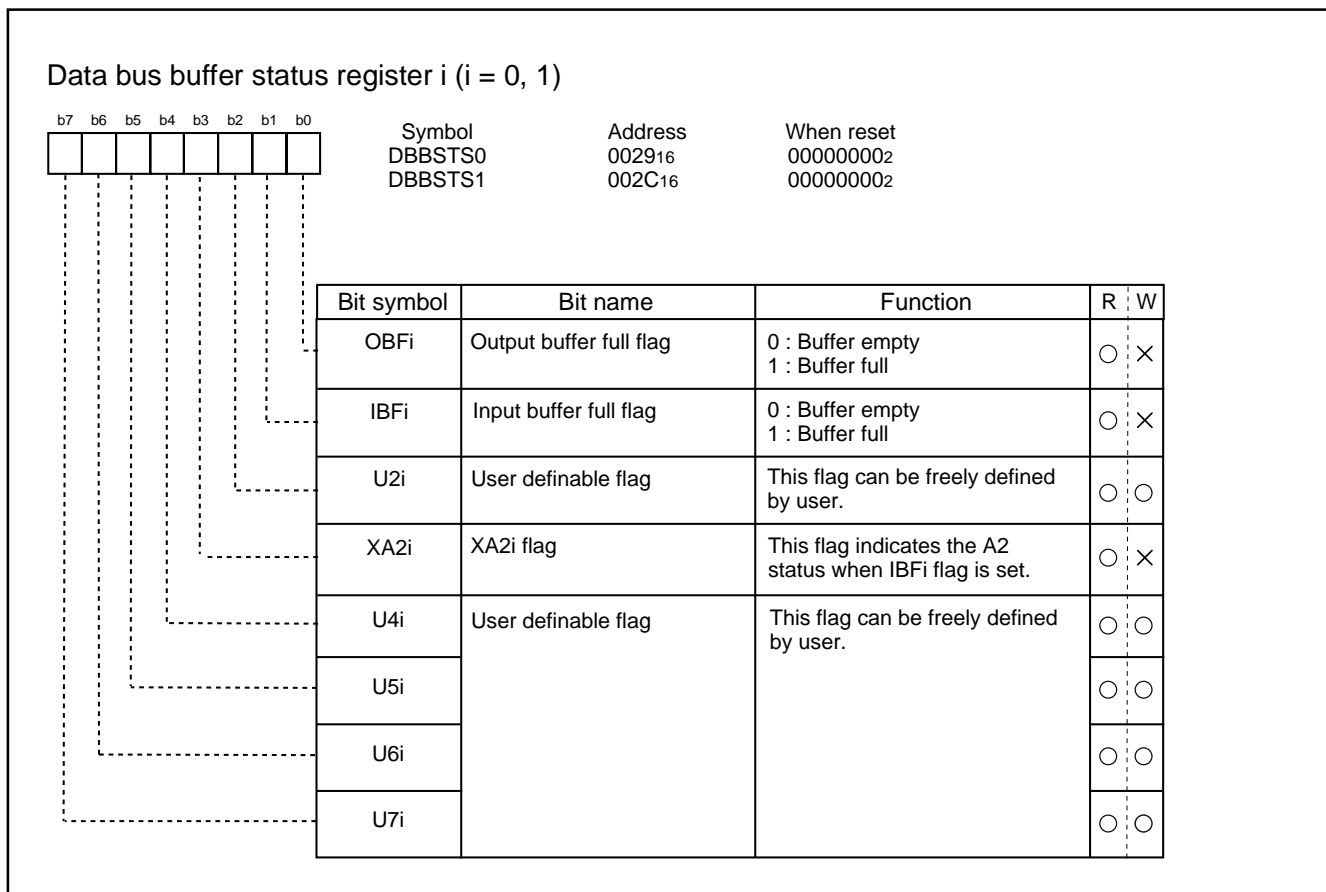 Data bus buffer status register i (i = 0, 1)
b7 b6 b5 b4 b3 b2 b1 b0
Symbol Address When reset
DBBSTS0 002916 000000002
DBBSTS1 002C16 000000002
Bit symbol Bit name Function R W
OBFi Output buffer full flag 0 : Buffer empty
1 : Buffer full
IBFi Input buffer full flag 0 : Buffer empty
1 : Buffer full
U2i User definable flag This flag can be freely defined
by user.
XA2i XA2i flag This flag indicates the A2
status when IBFi flag is set.
U4i User definable flag This flag can be freely defined
by user.
U5i
U6i
U7i